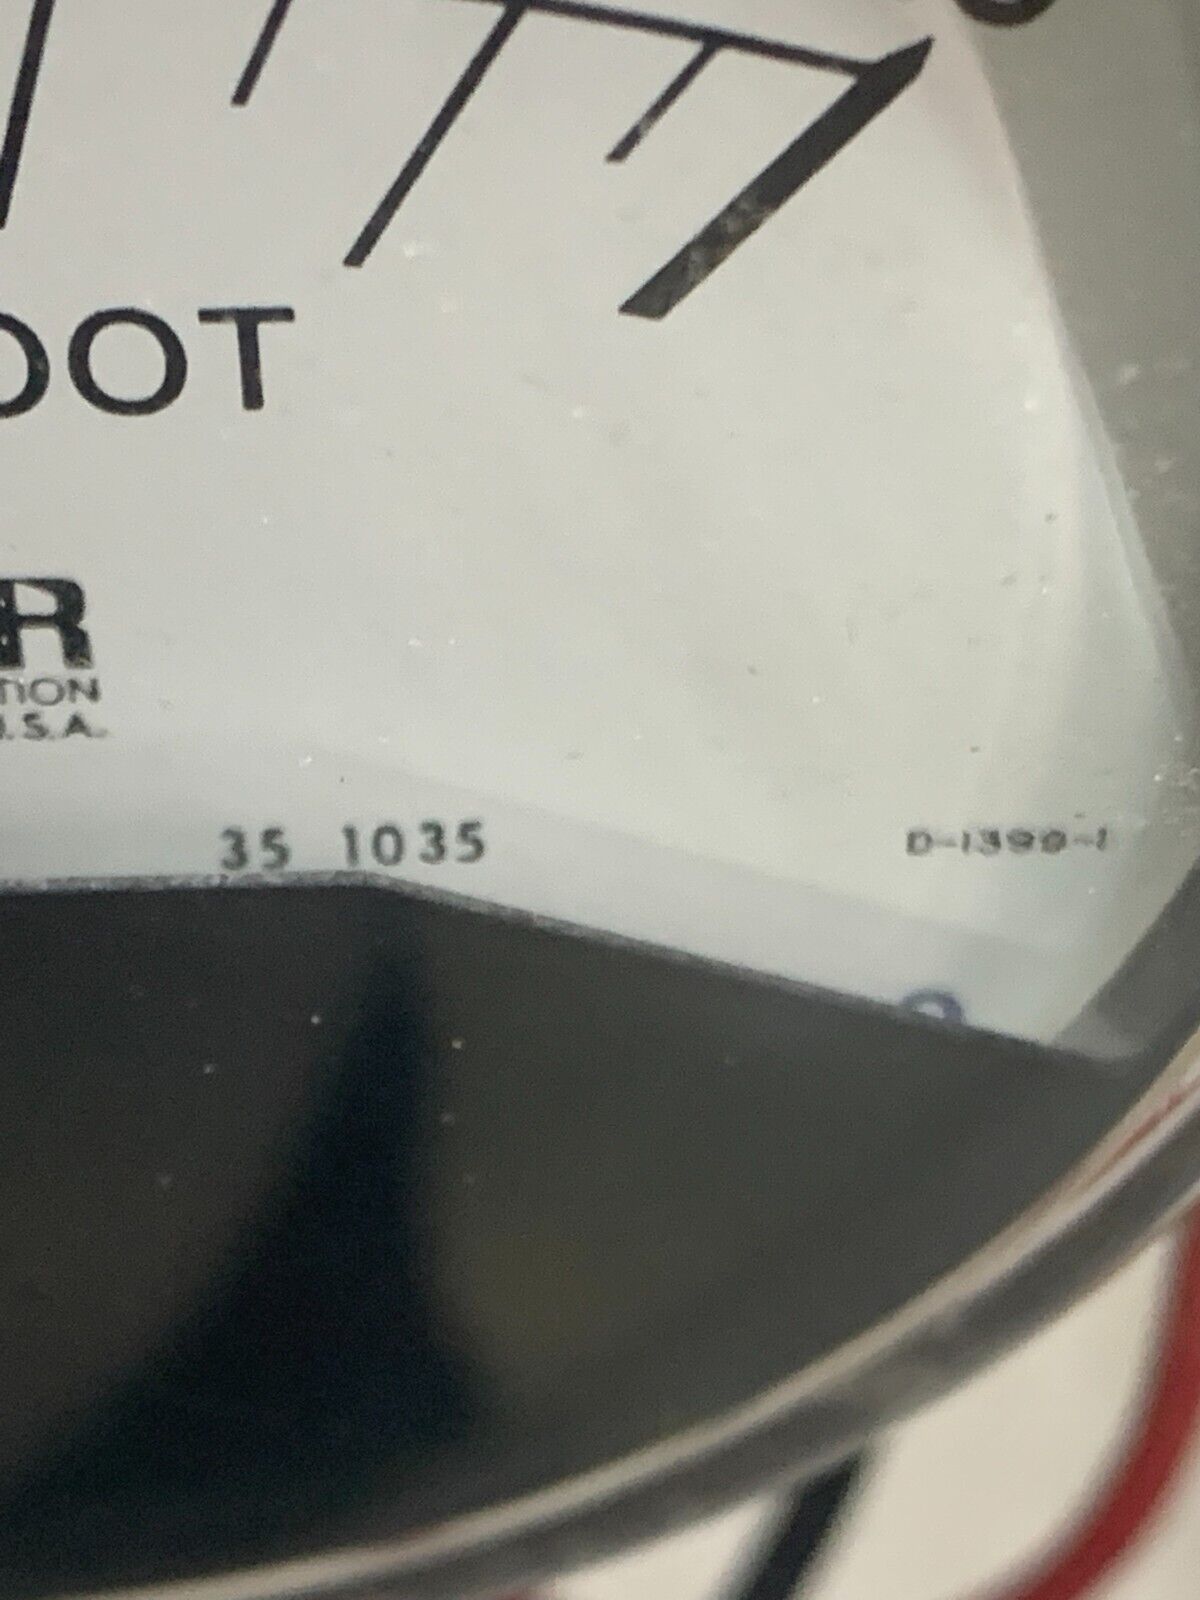 OOT
R
TION
U.S.A.
35 1035
D-1399-1